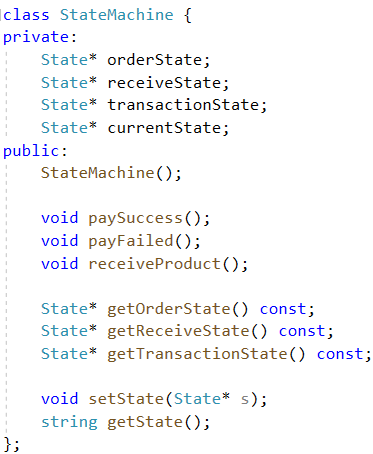 class StateMachine {
private:
    State* orderState;
    State* receiveState;
    State* transactionState;
    State* currentState;
public:
    StateMachine();

    void paySuccess();
    void payFailed();
    void receiveProduct();

    State* getOrderState() const;
    State* getReceiveState() const;
    State* getTransactionState() const;

    void setState(State* s);
    string getState();
};